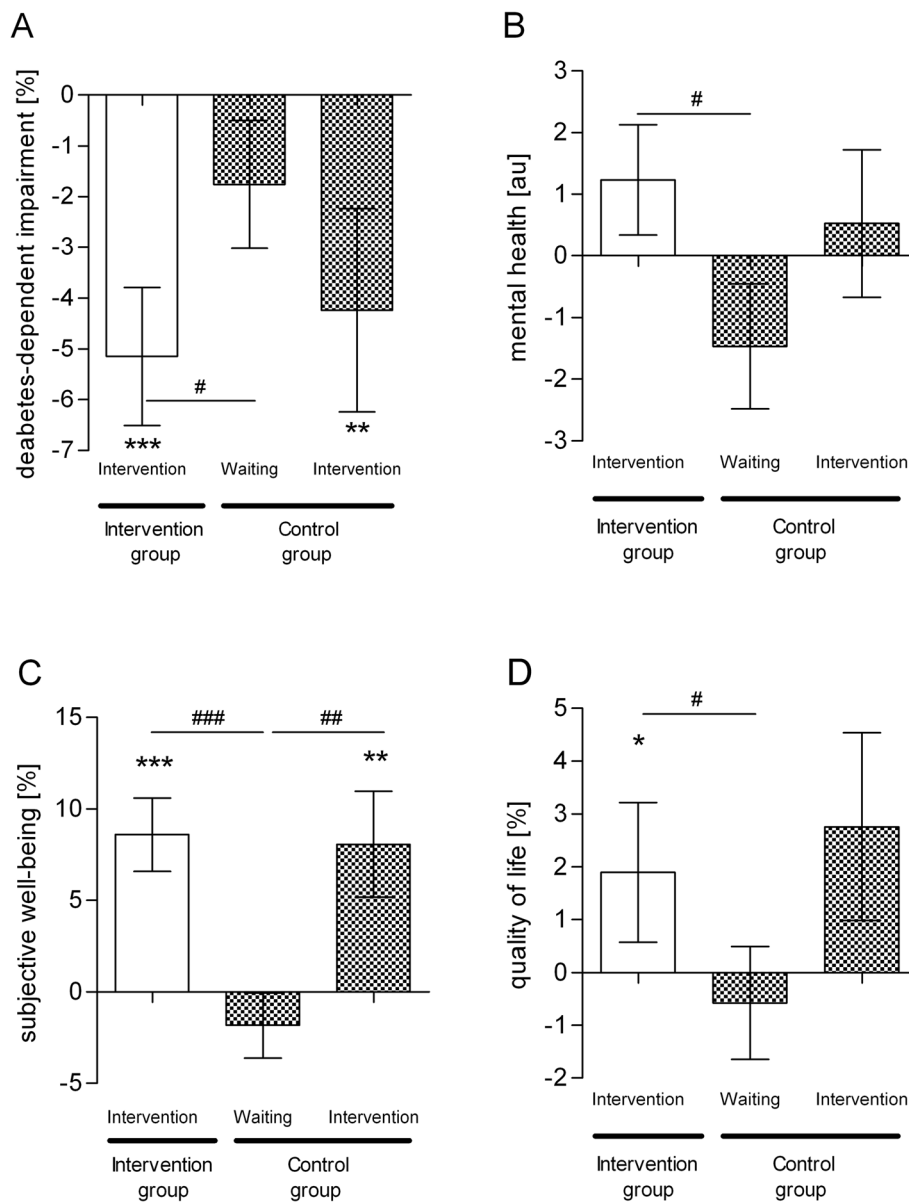 A
deabetes-dependent impairment [%]
0
-1
-2
-3
-4
-5
-6
-7
#
***
**
Intervention Waiting Intervention
Intervention Control
group group
B
mental health [au]
3
2
1
0
-1
-2
-3
#
Intervention Waiting Intervention
Intervention Control
group group
C
subjective well-being [%]
15
10
5
0
-5
### ##
***
**
Intervention Waiting Intervention
Intervention Control
group group
D
quality of life [%]
5
4
3
2
1
0
-1
-2
#
*
Intervention Waiting Intervention
Intervention Control
group group